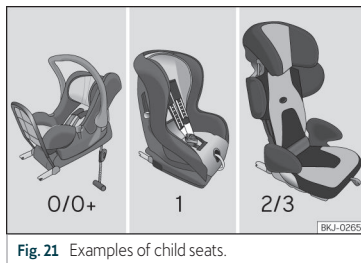 0/0+
1
2/3
BKJ-0265
Fig. 21 Examples of child seats.